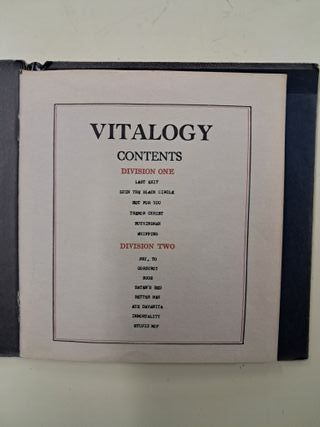 VITALOGY
CONTENTS
DIVISION ONE
LAST EXIT
SPIN THE BLACK CIRCLE
NOT FOR YOU
TREMOR CHRIST
NOTHINGMAN
WHIPPING
DIVISION TWO
PRY, TO
CORDUROY
BUGS
SATAN'S BED
BETTER MAN
AYE DAVANITA
IMMORTALITY
STUPID MOP